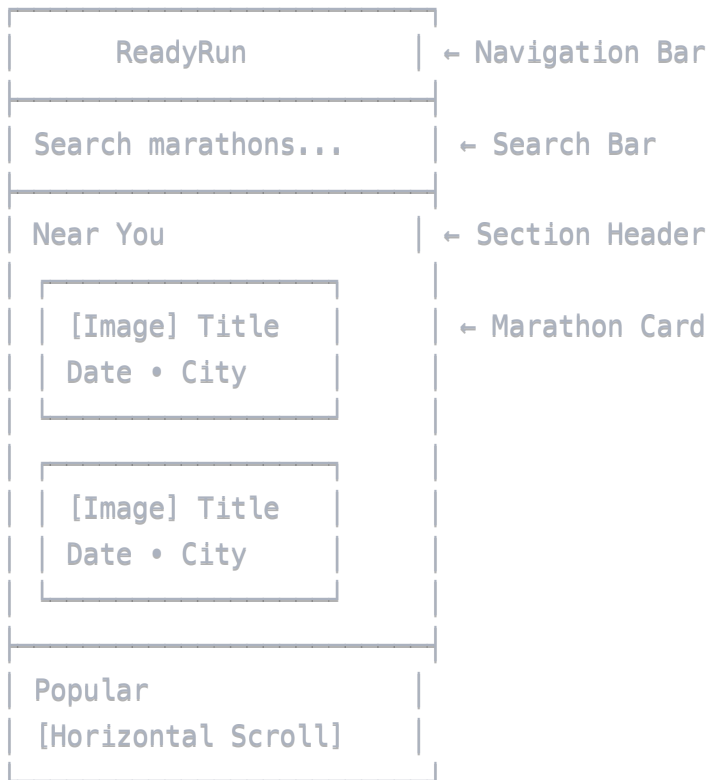 ReadyRun ← Navigation Bar
Search marathons... ← Search Bar
Near You ← Section Header
[Image] Title ← Marathon Card
Date • City
[Image] Title
Date • City
Popular
[Horizontal Scroll]